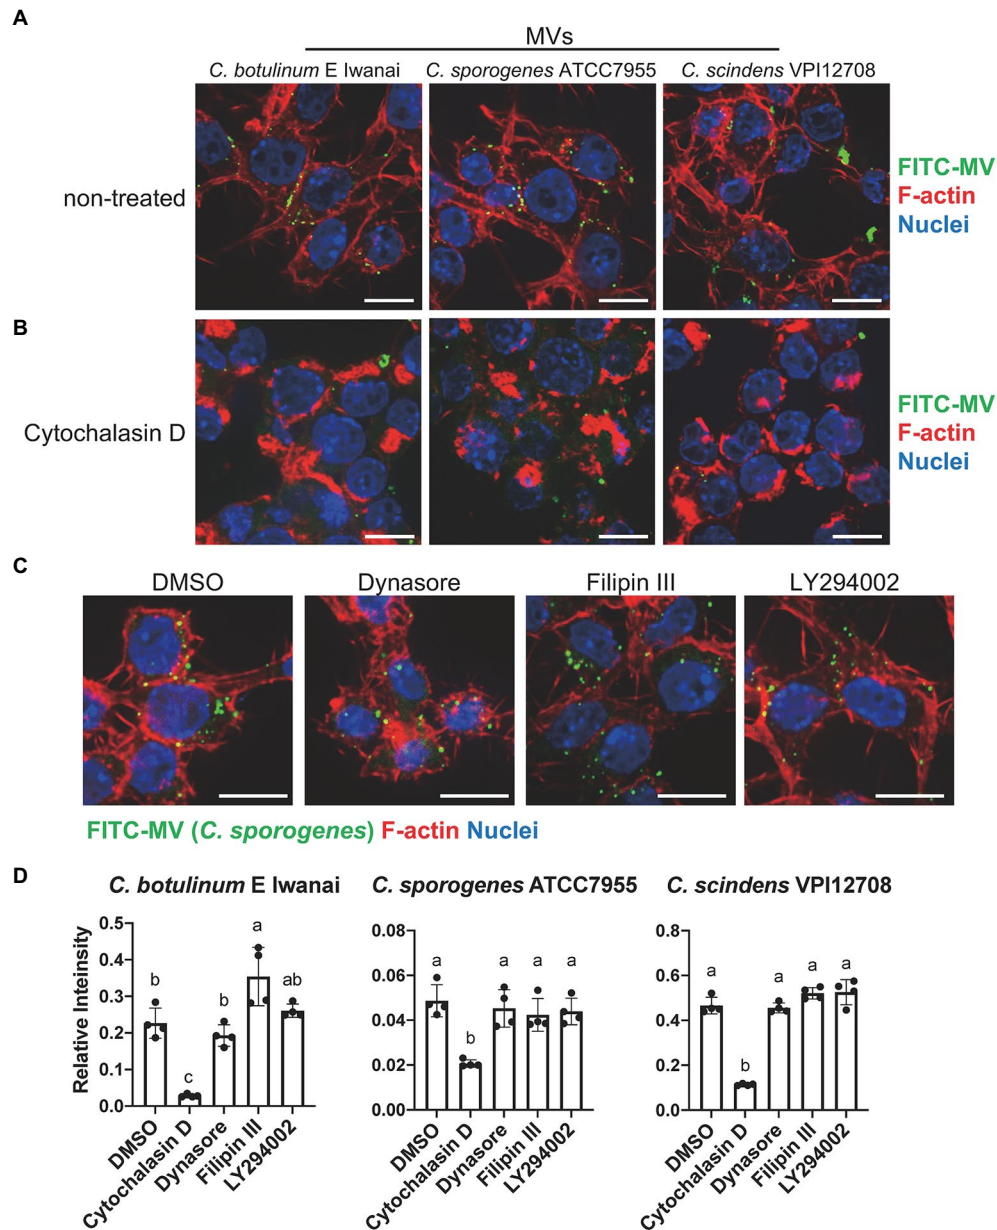 A
MVs
C. botulinum E Iwanai
C. sporogenes ATCC7955
C. scindens VPI12708
non-treated
FITC-MV
F-actin
Nuclei
B
Cytochalasin D
FITC-MV
F-actin
Nuclei
C
DMSO
Dynasore
Filipin III
LY294002
FITC-MV (C. sporogenes) F-actin Nuclei
D
C. botulinum E Iwanai
Relative Inteinsity
0.5
0.4
0.3
0.2
0.1
0.0
b
c
b
a
ab
DMSO
Cytochalasin D
Dynasore
Filipin III
LY294002
C. sporogenes ATCC7955
0.08
0.06
0.04
0.02
0.00
a
b
a
a
a
DMSO
Cytochalasin D
Dynasore
Filipin III
LY294002
C. scindens VPI12708
0.8
0.6
0.4
0.2
0.0
a
b
a
a
a
DMSO
Cytochalasin D
Dynasore
Filipin III
LY294002